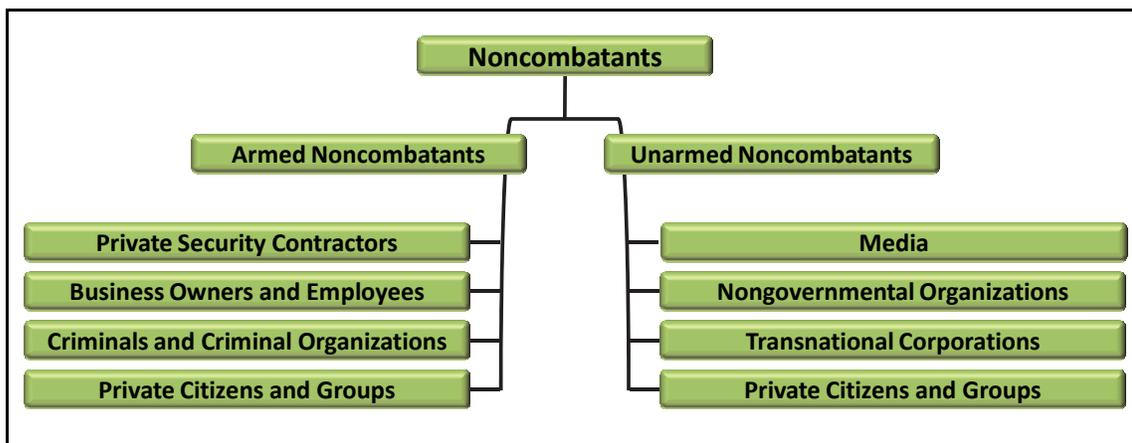 Noncombatants
Armed Noncombatants
Unarmed Noncombatants
Private Security Contractors
Business Owners and Employees
Criminals and Criminal Organizations
Private Citizens and Groups
Media
Nongovernmental Organizations
Transnational Corporations
Private Citizens and Groups